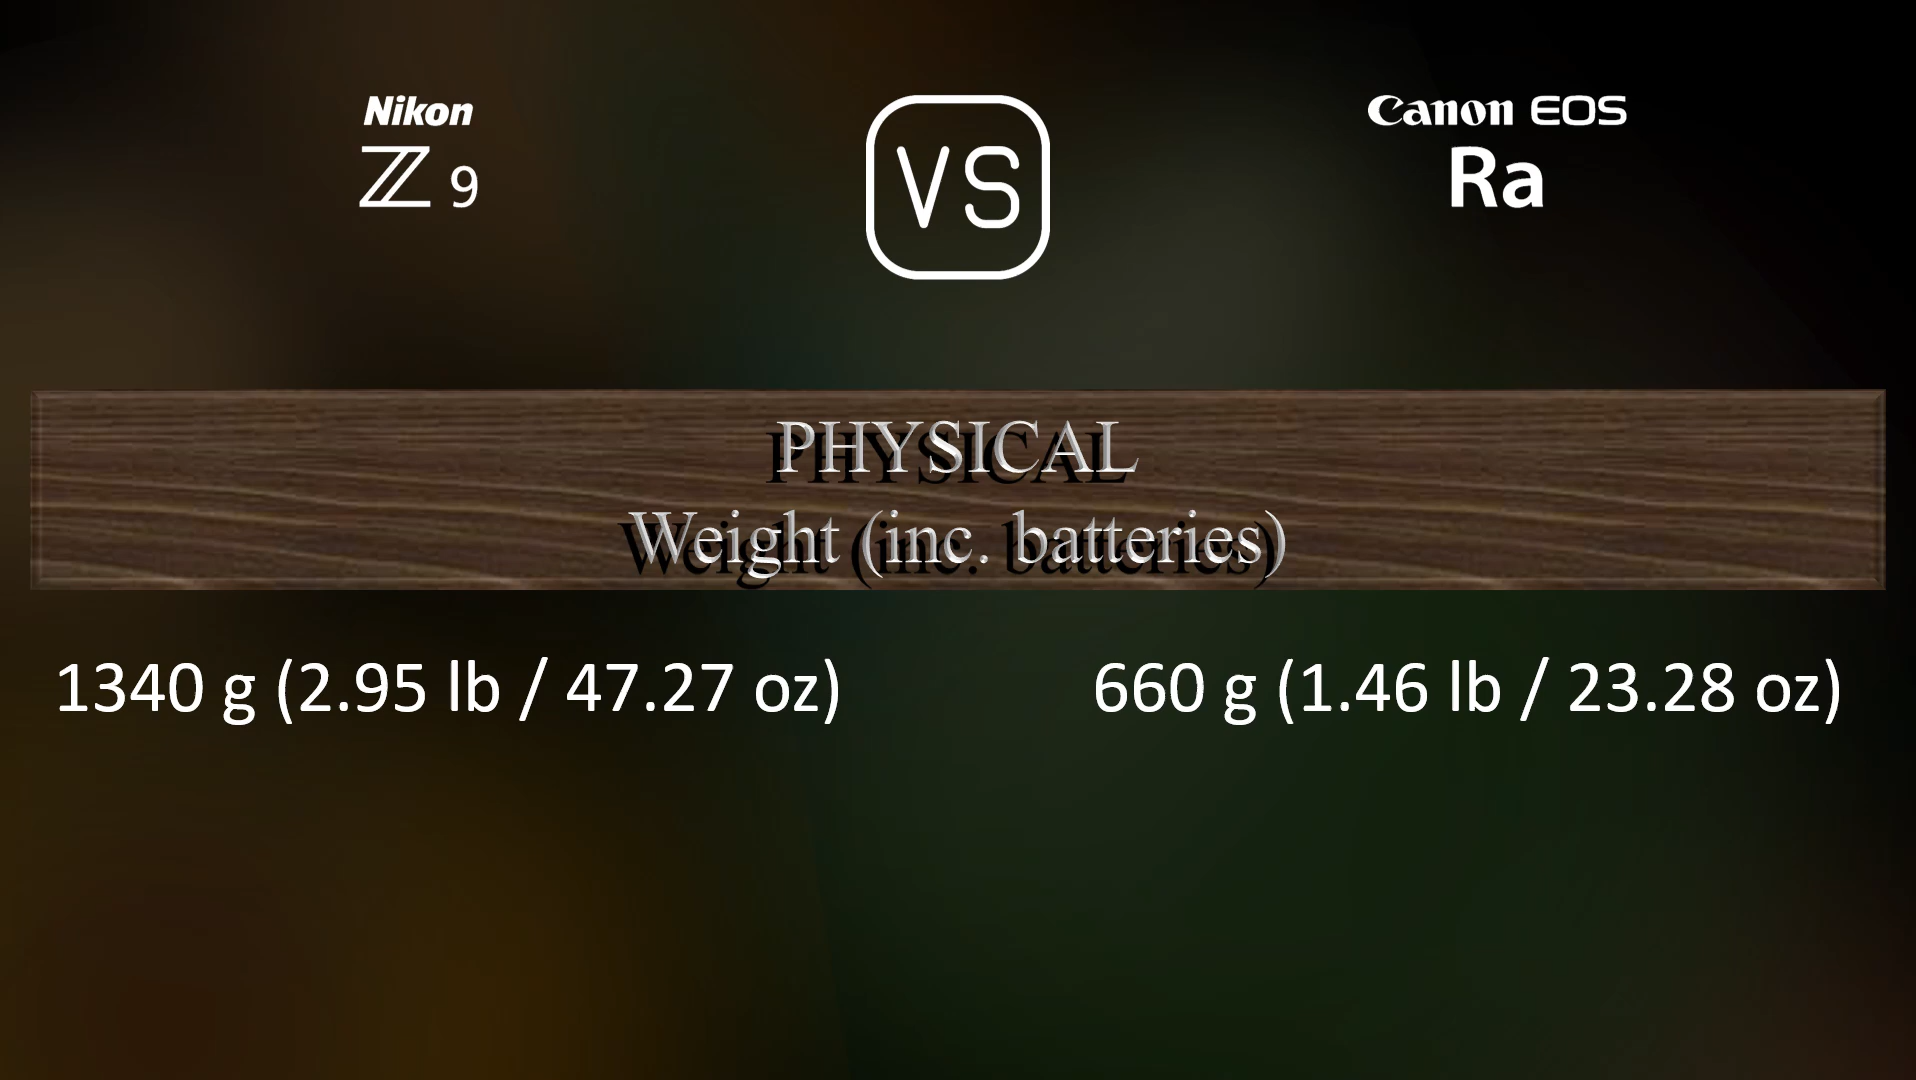 Nikon
Z 9
VS
Canon EOS
Ra
PHYSICAL
Weight (inc. batteries)
1340 g (2.95 lb / 47.27 oz)
660 g (1.46 lb / 23.28 oz)